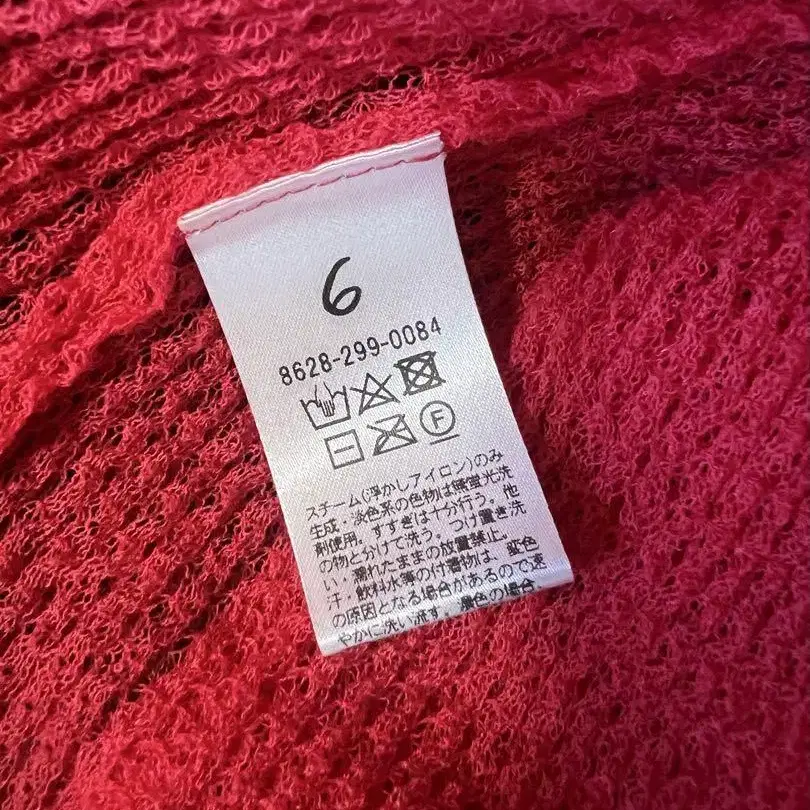 6
8628-299-0084
F
スチーム(浮かしアイロン)のみ
生成・淡色系の色物は無蛍光洗
剤使用。すすぎは十分行う。他
の物と分けて洗う。つけ置き洗
い・濡れたままの放置禁止。
汗・飲料水等の付着物は、変色
の原因となる場合があるので速
やかに洗い流す。濃色の場合、